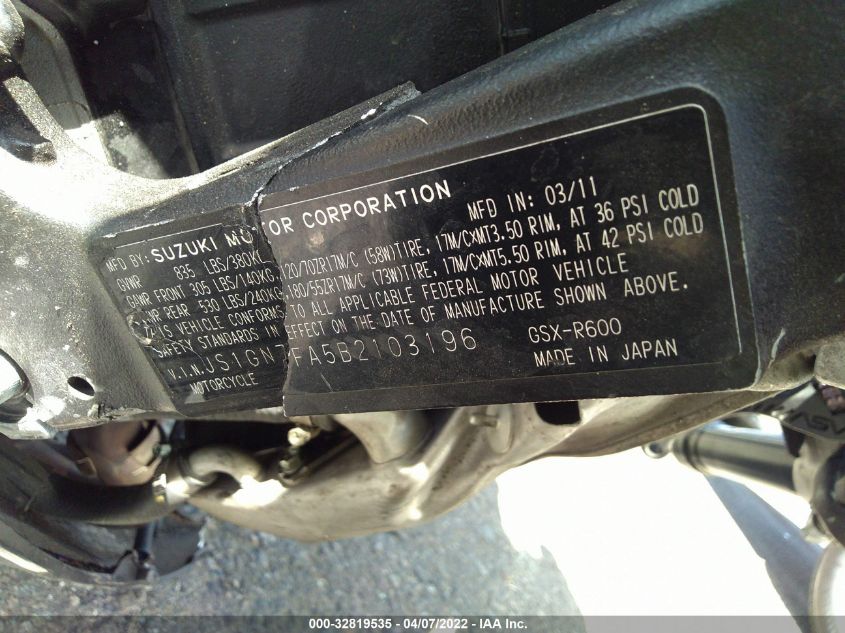 MFD BY: SUZUKI MOTOR CORPORATION MFD IN: 03/11
GVWR 835 LBS/380KG
GAWR FRONT 305 LBS/140KG, 120/70ZR17M/C (58W)TIRE, 17M/CXMT3.50 RIM, AT 36 PSI COLD
WR REAR 530 LBS/240KG, 180/55ZR17M/C (73W)TIRE, 17M/CXMT5.50 RIM, AT 42 PSI COLD
IS VEHICLE CONFORMS TO ALL APPLICABLE FEDERAL MOTOR VEHICLE
SAFETY STANDARDS IN EFFECT ON THE DATE OF MANUFACTURE SHOWN ABOVE.
V.I.N. JS1GN FA5B2103196 GSX-R600
MOTORCYCLE MADE IN JAPAN
000-32819535 - 04/07/2022 - IAA Inc.